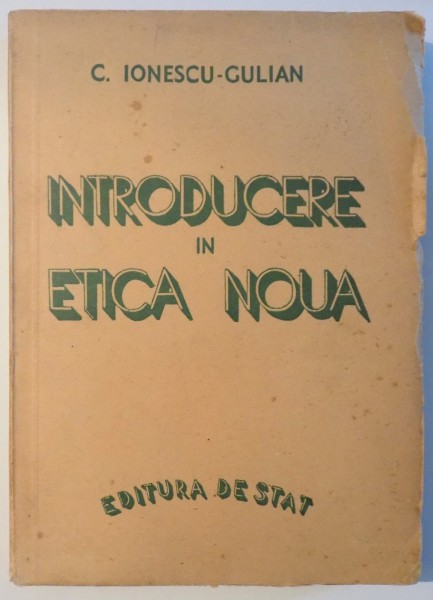 C. IONESCU-GULIAN
INTRODUCERE
IN
ETICA NOUA
EDITURA DE STAT